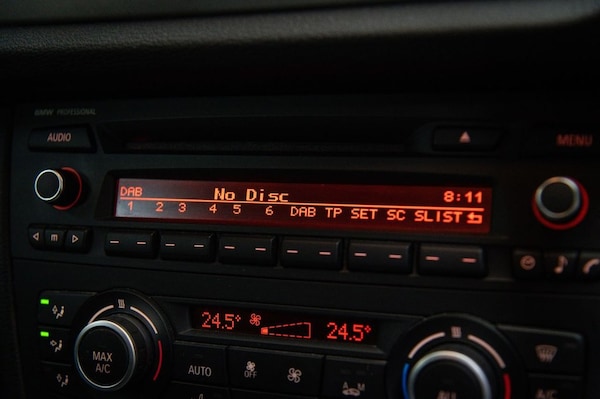 BMW PROFESSIONAL
AUDIO
MENU
DAB No Disc 8:11
1 2 3 4 5 6 DAB TP SET SC SLIST
m
24.5° 24.5°
MAX
A/C
AUTO
OFF
A M